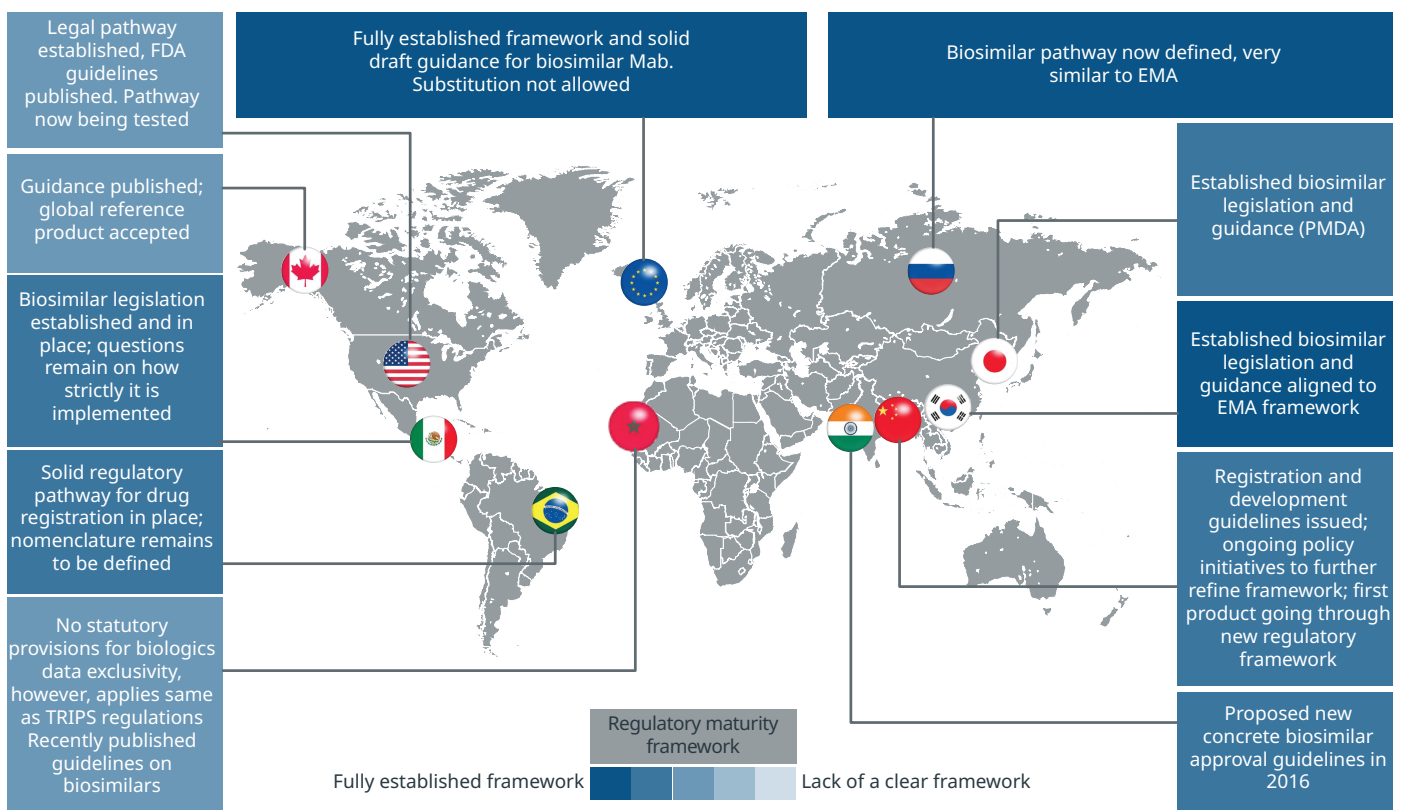 Legal pathway
established, FDA
guidelines
published. Pathway
now being tested
Fully established framework and solid
draft guidance for biosimilar Mab.
Substitution not allowed
Biosimilar pathway now defined, very
similar to EMA
Guidance published;
global reference
product accepted
Established biosimilar
legislation and
guidance (PMDA)
Biosimilar legislation
established and in
place; questions
remain on how
strictly it is
implemented
Established biosimilar
legislation and
guidance aligned to
EMA framework
Solid regulatory
pathway for drug
registration in place;
nomenclature remains
to be defined
Registration and
development
guidelines issued;
ongoing policy
initiatives to further
refine framework; first
product going through
new regulatory
framework
No statutory
provisions for biologics
data exclusivity,
however, applies same
as TRIPS regulations
Recently published
guidelines on
biosimilars
Proposed new
concrete biosimilar
approval guidelines in
2016
Regulatory maturity
framework
Fully established framework
Lack of a clear framework